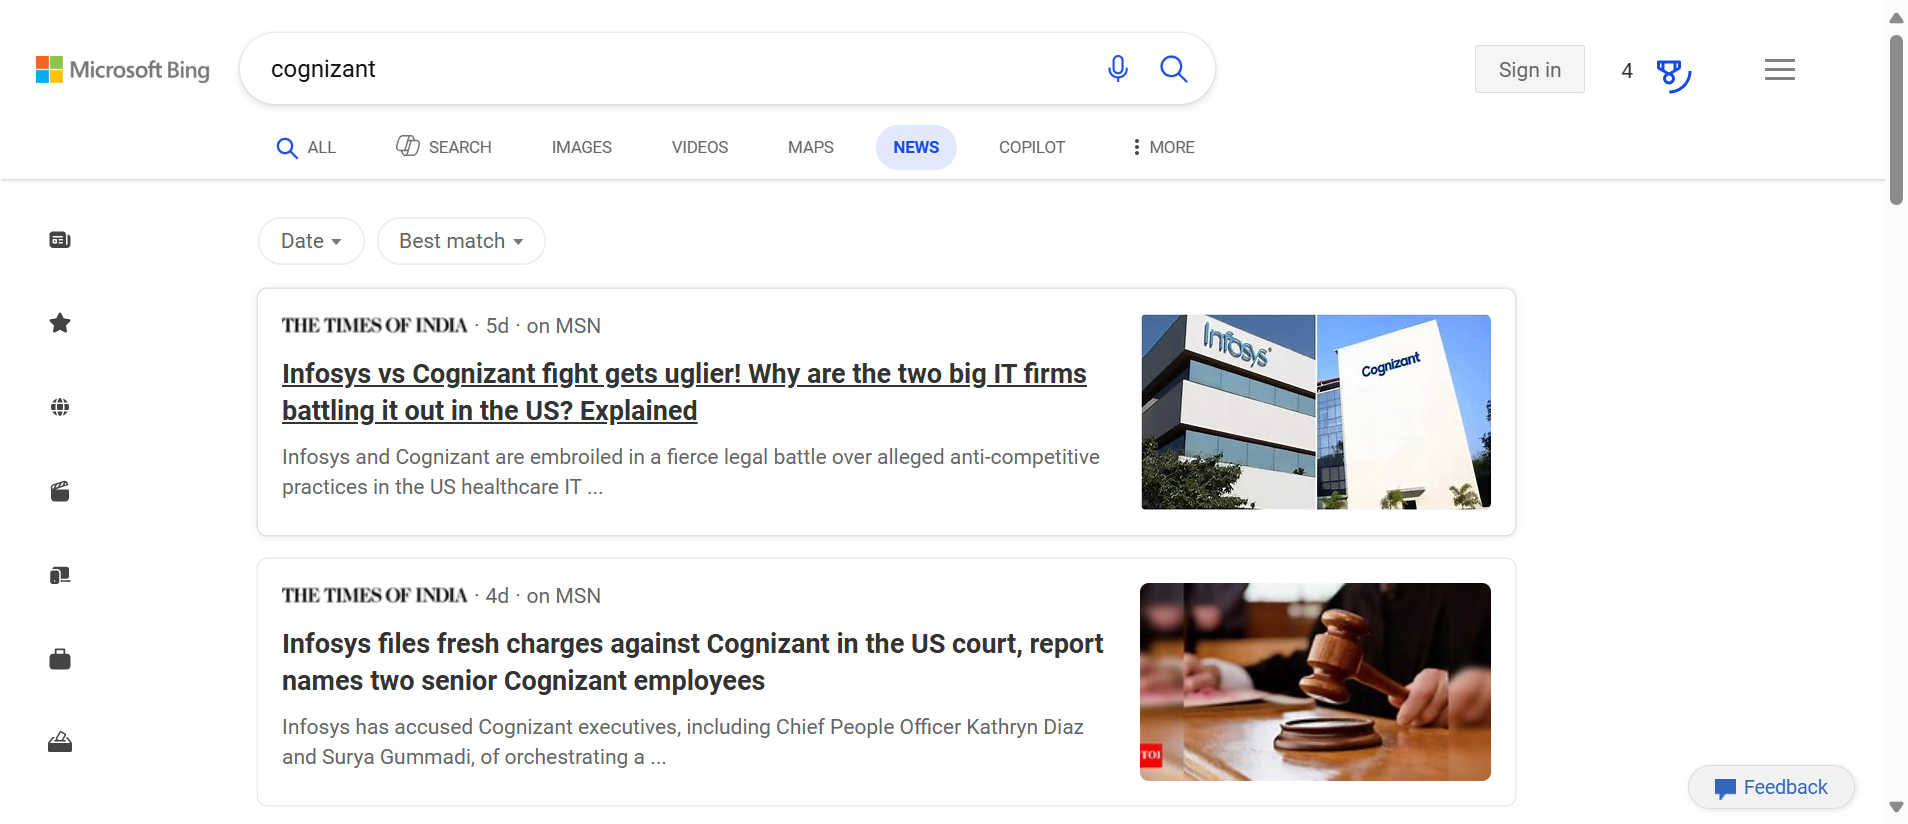 Microsoft Bing
cognizant
Sign in
4
ALL
SEARCH
IMAGES
VIDEOS
MAPS
NEWS
COPILOT
MORE
Date
Best match
THE TIMES OF INDIA · 5d · on MSN
Infosys vs Cognizant fight gets uglier! Why are the two big IT firms
battling it out in the US? Explained
Infosys and Cognizant are embroiled in a fierce legal battle over alleged anti-competitive
practices in the US healthcare IT ...
Infosys
Cognizant
THE TIMES OF INDIA · 4d · on MSN
Infosys files fresh charges against Cognizant in the US court, report
names two senior Cognizant employees
Infosys has accused Cognizant executives, including Chief People Officer Kathryn Diaz
and Surya Gummadi, of orchestrating a ...
TOI
Feedback